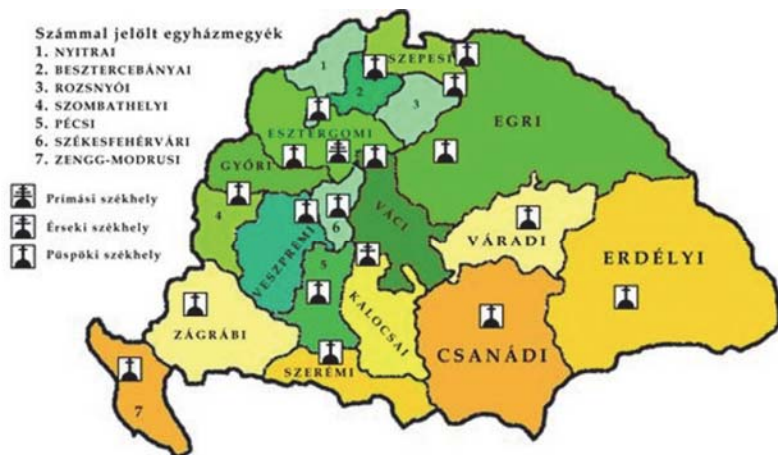 Számmal jelölt egyházmegyék
1. NYITRAI
2. BESZTERCEBÁNYAI
3. ROZSNYÓI
4. SZOMBATHELYI
5. PÉCSI
6. SZÉKESFEHÉRVÁRI
7. ZENGG-MODRUSI
Prímási székhely
Érseki székhely
Püspöki székhely
1
SZEPESI
2
3
EGRI
ESZTERGOMI
GYŐRI
4
VESZPRÉMI
6
VÁCI
VÁRADI
ERDÉLYI
5
KALOCSAI
ZÁGRÁBI
CSANÁDI
SZERÉMI
7